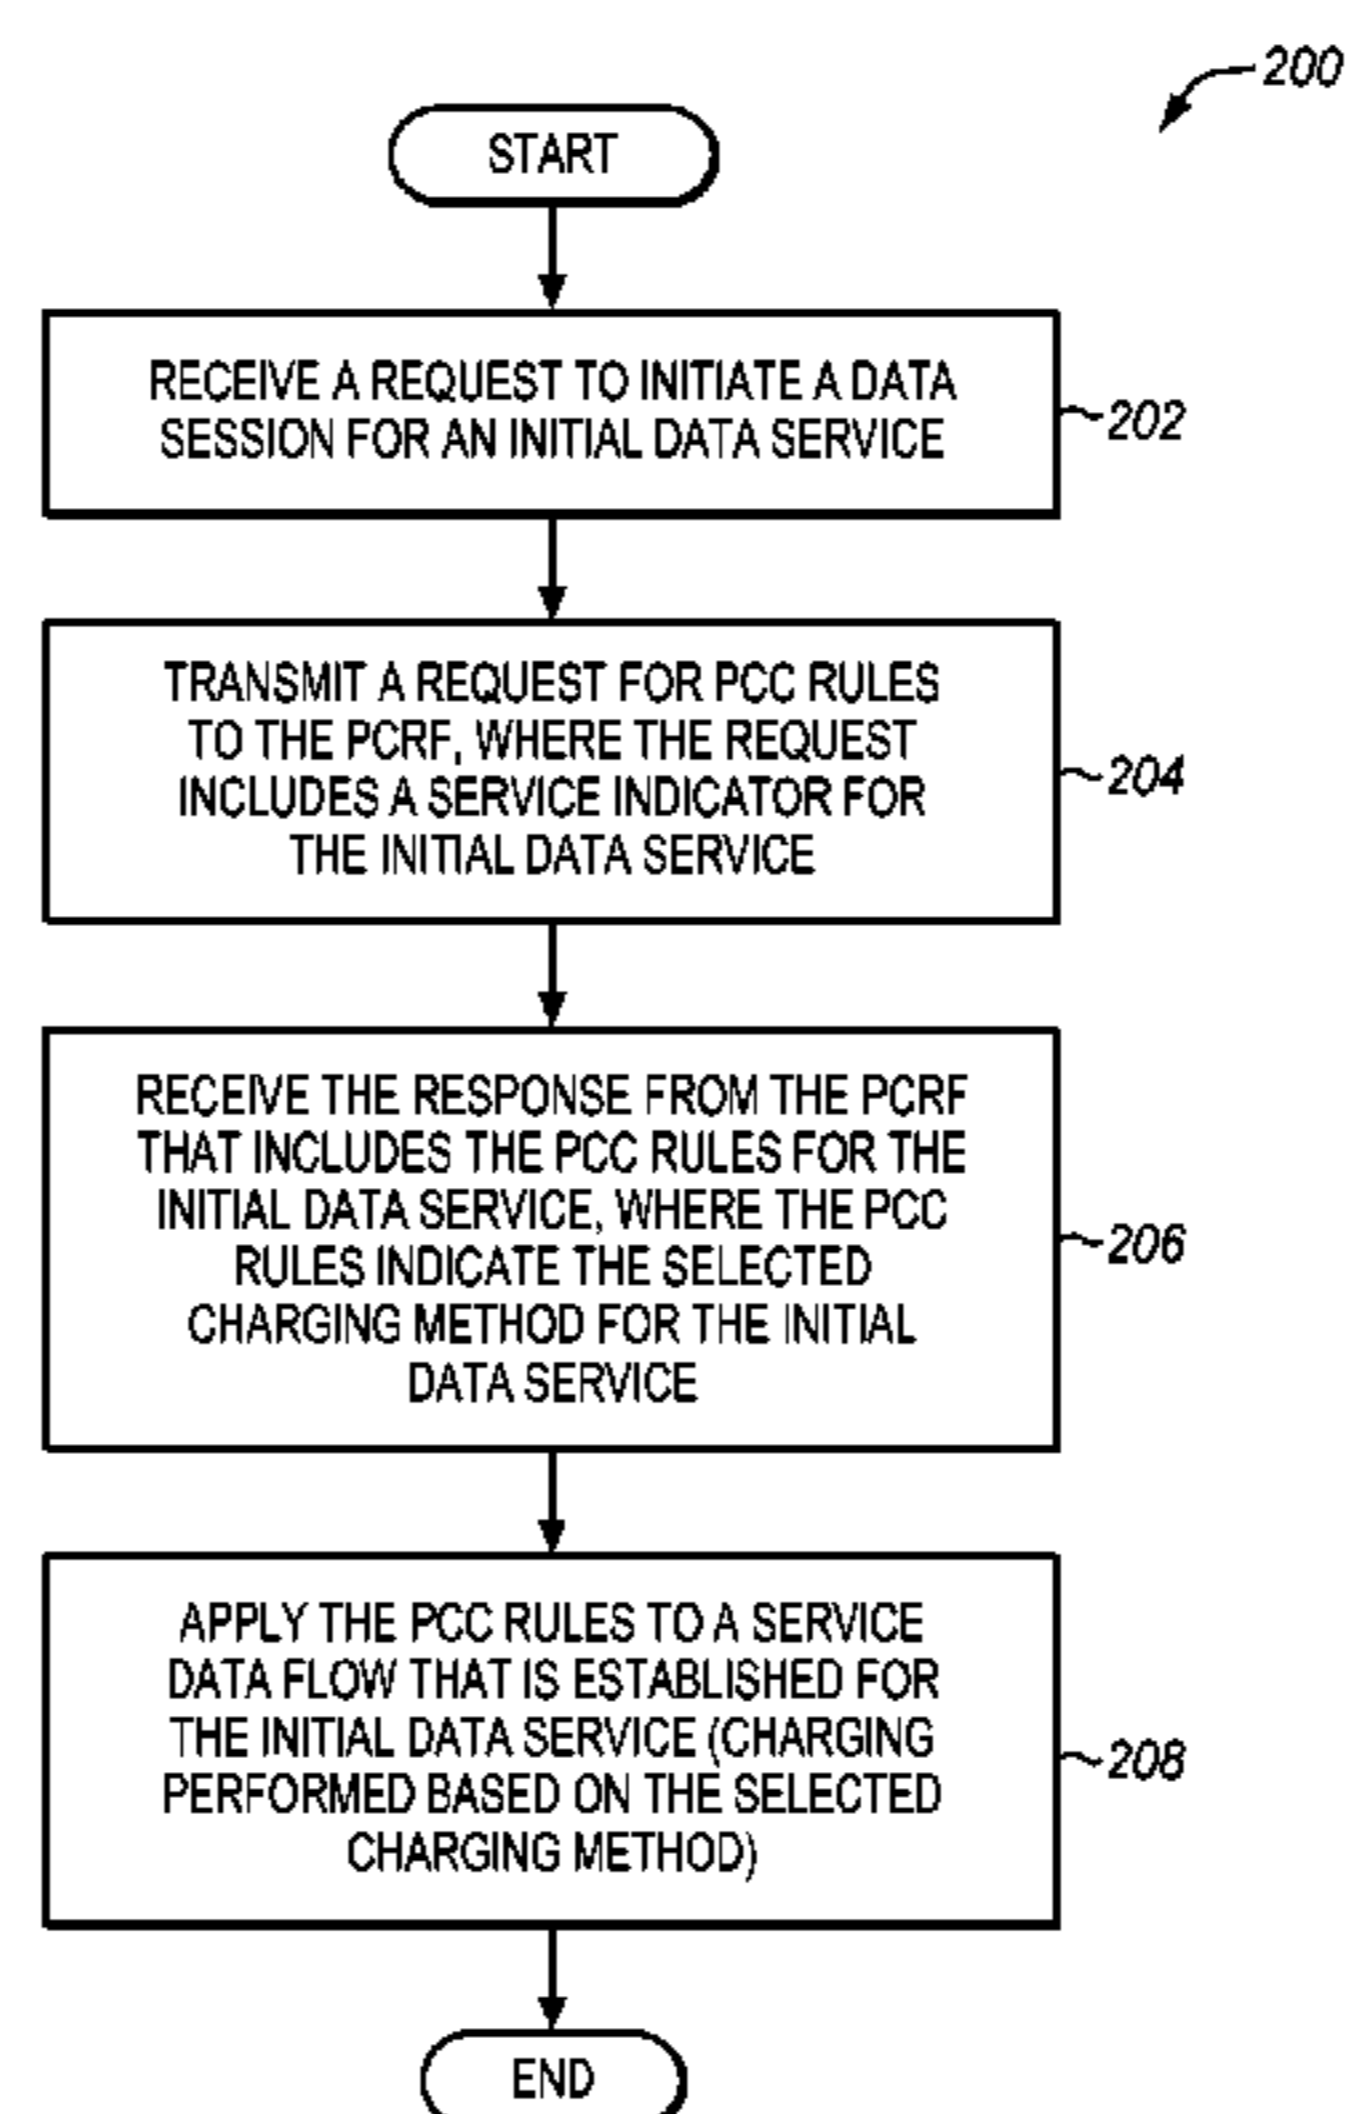 200
START
RECEIVE A REQUEST TO INITIATE A DATA
SESSION FOR AN INITIAL DATA SERVICE
202
TRANSMIT A REQUEST FOR PCC RULES
TO THE PCRF, WHERE THE REQUEST
INCLUDES A SERVICE INDICATOR FOR
THE INITIAL DATA SERVICE
204
RECEIVE THE RESPONSE FROM THE PCRF
THAT INCLUDES THE PCC RULES FOR THE
INITIAL DATA SERVICE, WHERE THE PCC
RULES INDICATE THE SELECTED
CHARGING METHOD FOR THE INITIAL
DATA SERVICE
206
APPLY THE PCC RULES TO A SERVICE
DATA FLOW THAT IS ESTABLISHED FOR
THE INITIAL DATA SERVICE (CHARGING
PERFORMED BASED ON THE SELECTED
CHARGING METHOD)
208
END